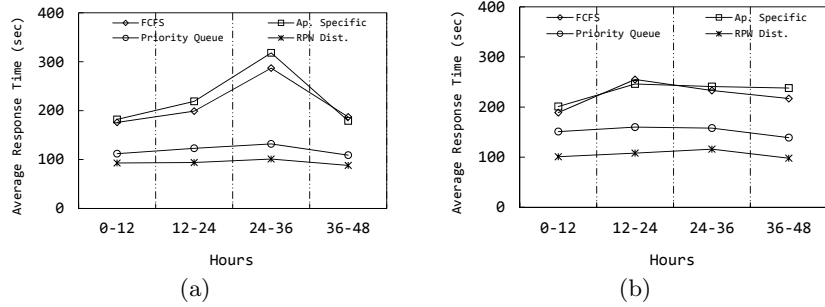 400
300
200
100
0
Average Response Time (sec)
FCFS
Ap. Specific
Priority Queue
RPW Dist.
0-12 12-24 24-36 36-48
Hours
(a)
400
300
200
100
0
Average Response Time (sec)
FCFS
Ap. Specific
Priority Queue
RPW Dist.
0-12 12-24 24-36 36-48
Hours
(b)